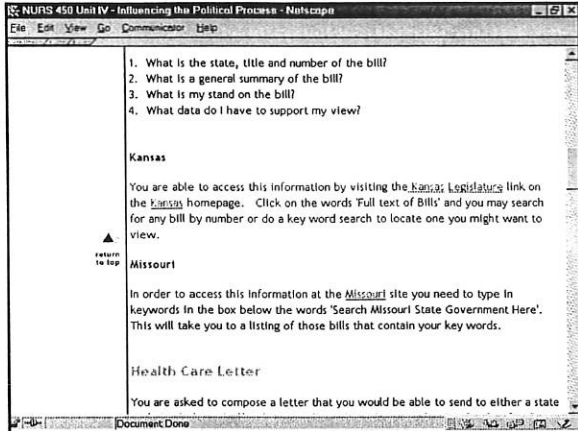 NURS 450 Unit IV - Influencing the Political Process - Netscape
File Edit View Go Communicator Help
1. What is the state, title and number of the bill?
2. What is a general summary of the bill?
3. What is my stand on the bill?
4. What data do I have to support my view?
Kansas
You are able to access this information by visiting the Kansas Legislature link on
the Kansas homepage. Click on the words 'Full text of Bills' and you may search
for any bill by number or do a key word search to locate one you might want to
view.
return
to top
Missouri
In order to access this information at the Missouri site you need to type in
keywords in the box below the words 'Search Missouri State Government Here'.
This will take you to a listing of those bills that contain your key words.
Health Care Letter
You are asked to compose a letter that you would be able to send to either a state
Document Done